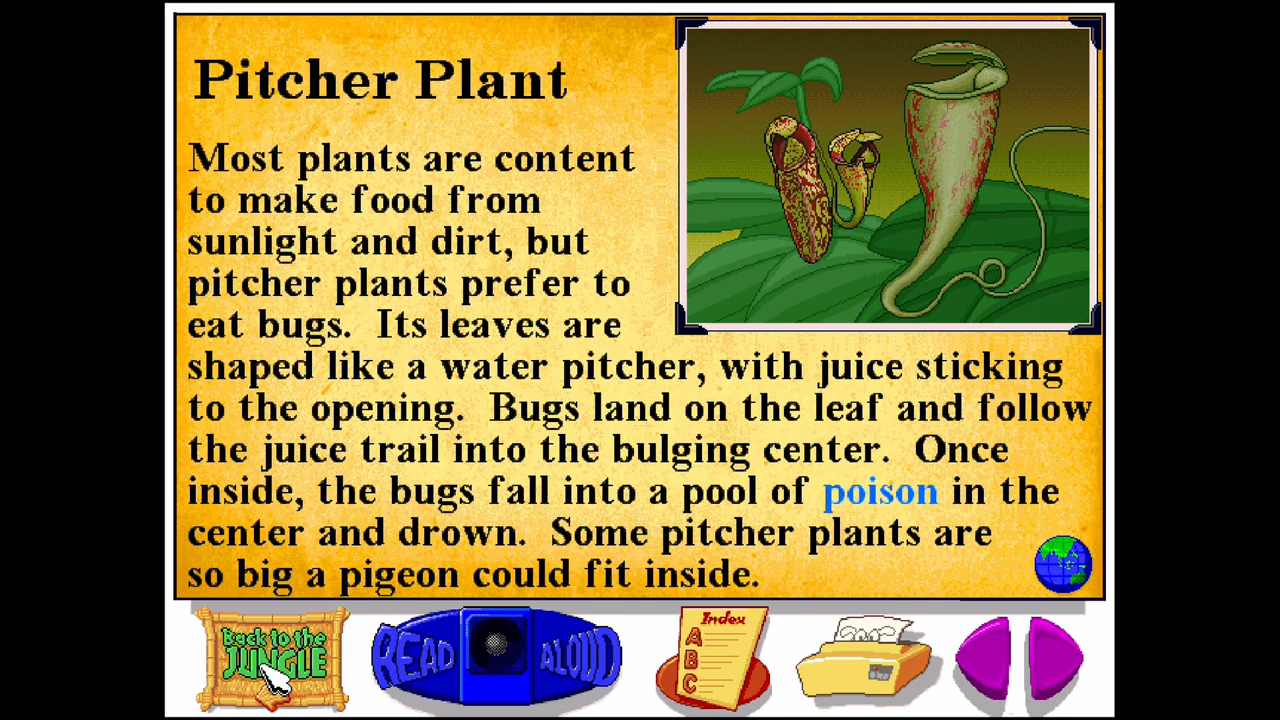 Pitcher Plant
Most plants are content
to make food from
sunlight and dirt, but
pitcher plants prefer to
eat bugs.  Its leaves are
shaped like a water pitcher, with juice sticking
to the opening.  Bugs land on the leaf and follow
the juice trail into the bulging center.  Once
inside, the bugs fall into a pool of poison in the
center and drown.  Some pitcher plants are
so big a pigeon could fit inside.
Back to the
JUNGLE
READ ALOUD
Index
A
B
C